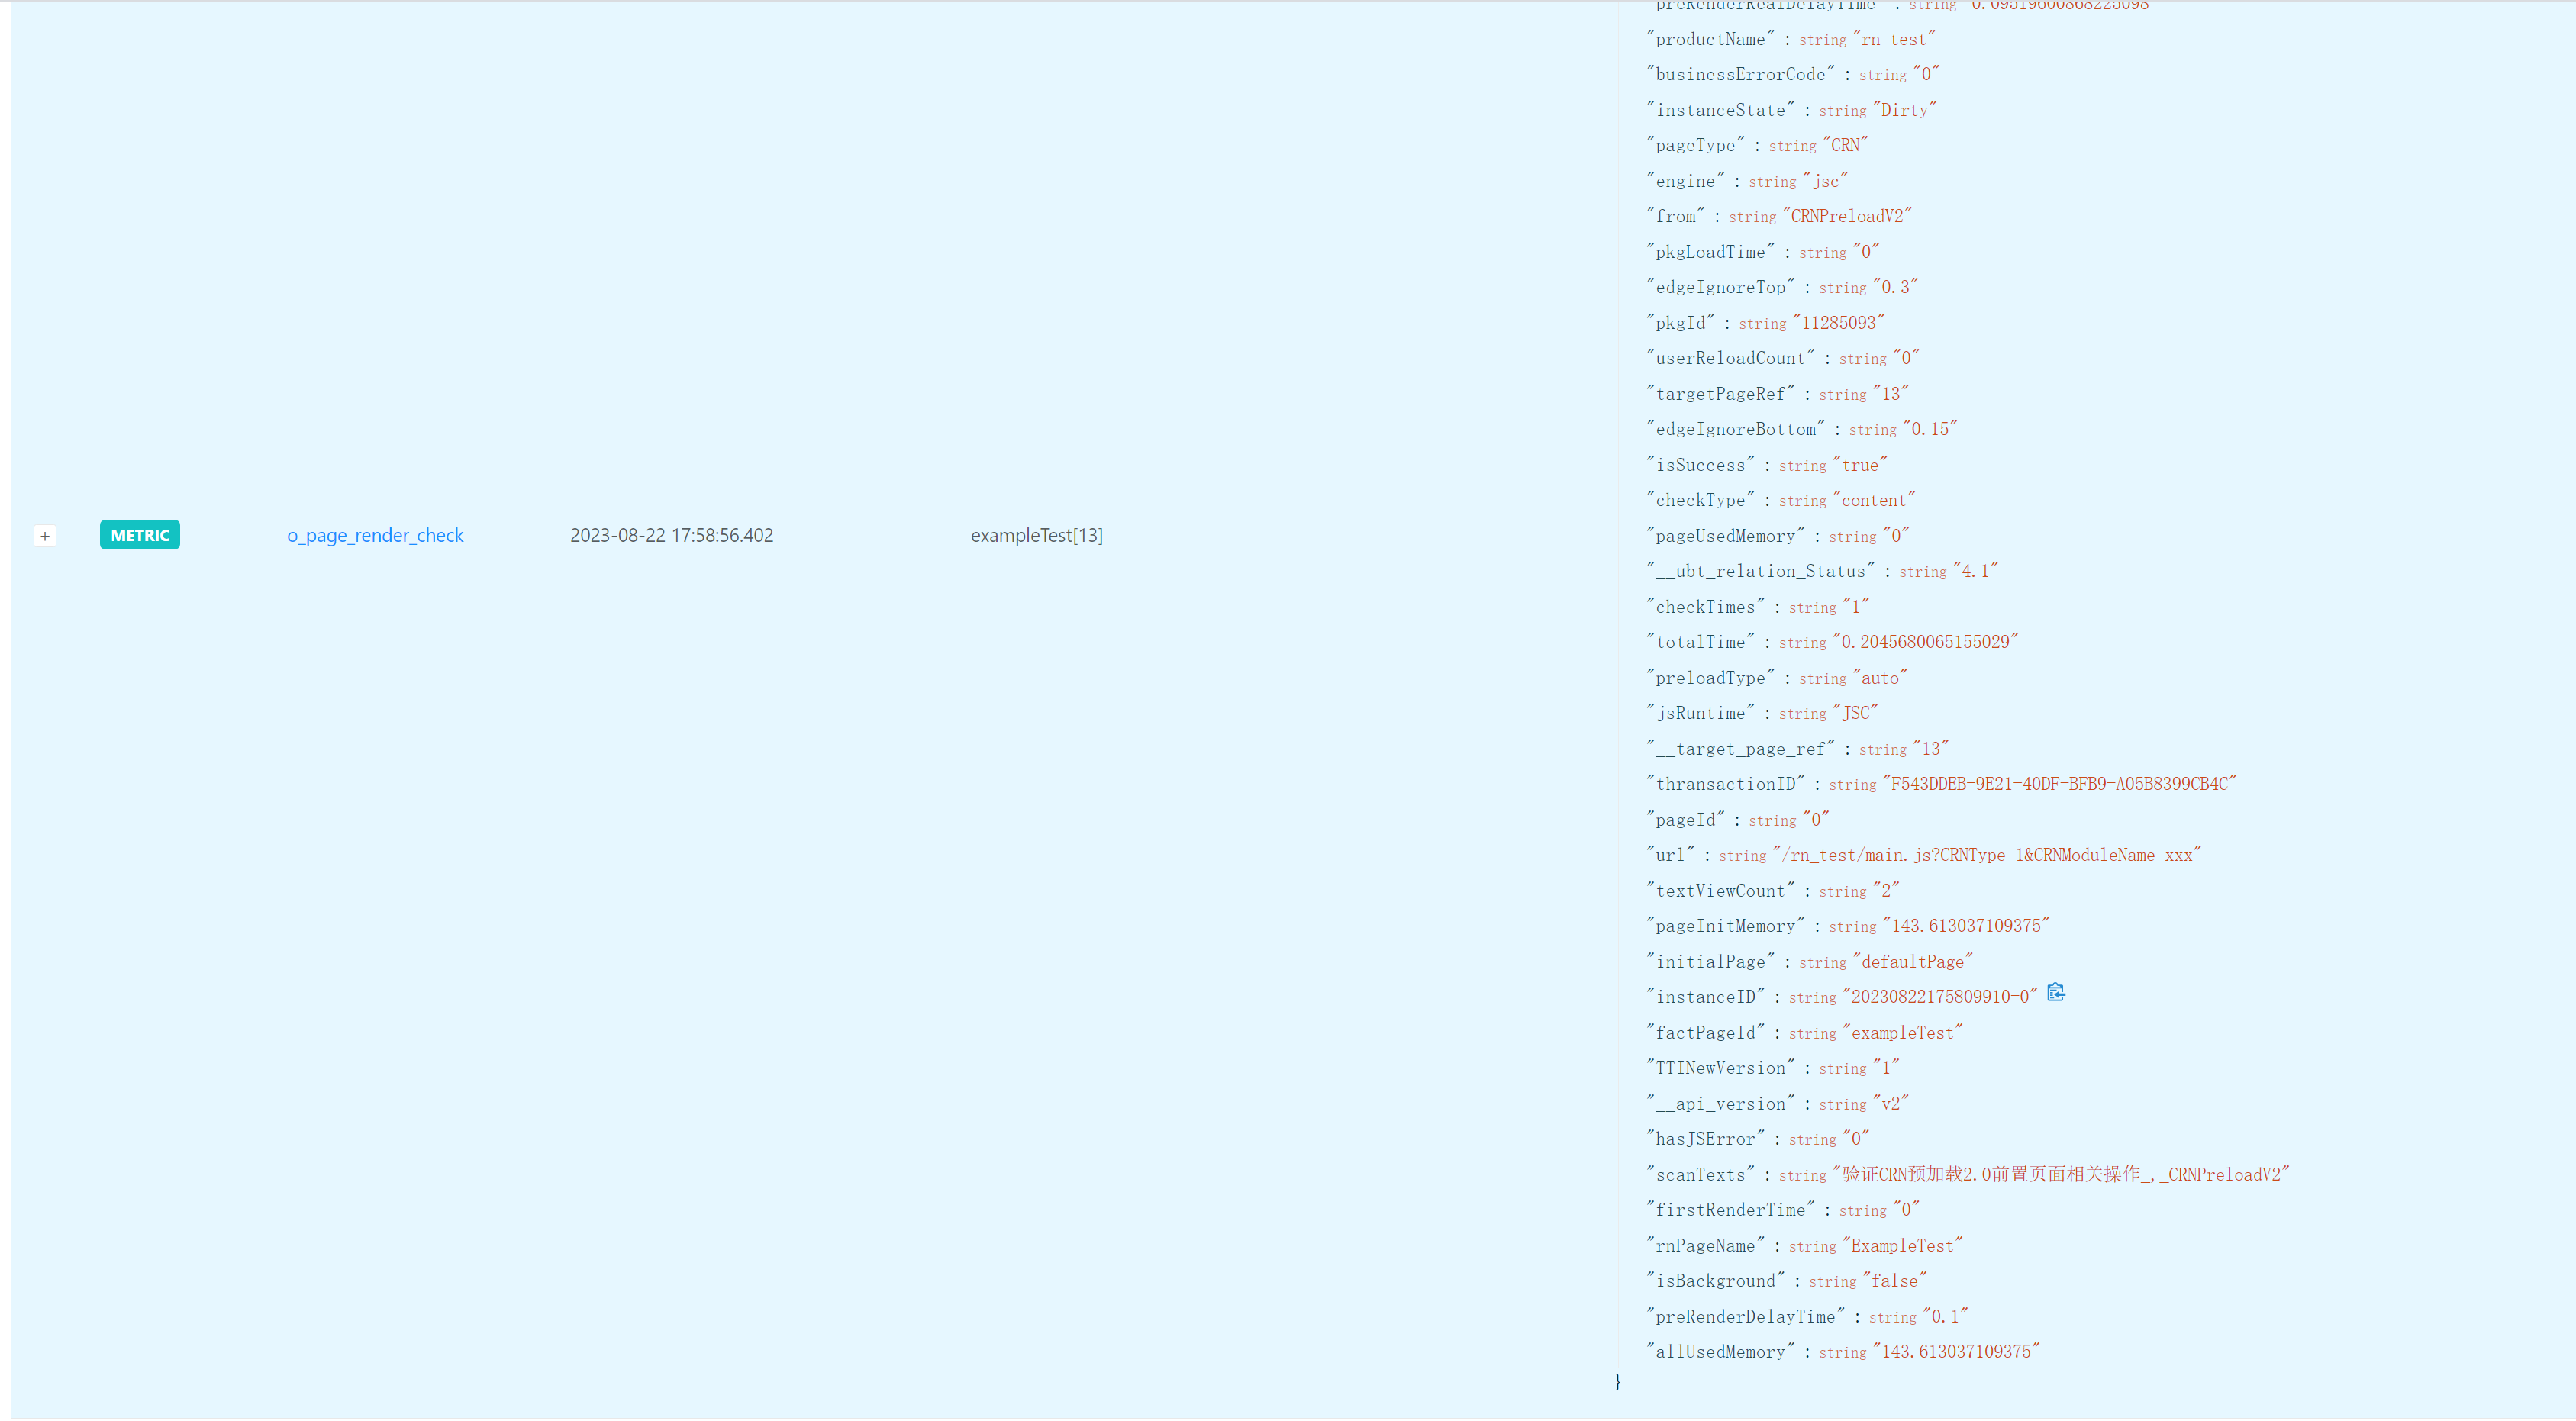 "preRenderRealDelayTime" : string "0.09519600868225098"
"productName" : string "rn_test"
"businessErrorCode" : string "0"
"instanceState" : string "Dirty"
"pageType" : string "CRN"
"engine" : string "jsc"
"from" : string "CRNPreloadV2"
"pkgLoadTime" : string "0"
"edgeIgnoreTop" : string "0.3"
"pkgId" : string "11285093"
"userReloadCount" : string "0"
"targetPageRef" : string "13"
"edgeIgnoreBottom" : string "0.15"
"isSuccess" : string "true"
"checkType" : string "content"
+ METRIC o_page_render_check 2023-08-22 17:58:56.402 exampleTest[13]
"pageUsedMemory" : string "0"
"__ubt_relation_Status" : string "4.1"
"checkTimes" : string "1"
"totalTime" : string "0.2045680065155029"
"preloadType" : string "auto"
"jsRuntime" : string "JSC"
"__target_page_ref" : string "13"
"thransactionID" : string "F543DDEB-9E21-40DF-BFB9-A05B8399CB4C"
"pageId" : string "0"
"url" : string "/rn_test/main.js?CRNType=1&CRNModuleName=xxx"
"textViewCount" : string "2"
"pageInitMemory" : string "143.613037109375"
"initialPage" : string "defaultPage"
"instanceID" : string "20230822175809910-0"
"factPageId" : string "exampleTest"
"TTINewVersion" : string "1"
"__api_version" : string "v2"
"hasJSError" : string "0"
"scanTexts" : string "验证CRN预加载2.0前置页面相关操作_,_CRNPreloadV2"
"firstRenderTime" : string "0"
"rnPageName" : string "ExampleTest"
"isBackground" : string "false"
"preRenderDelayTime" : string "0.1"
"allUsedMemory" : string "143.613037109375"
}